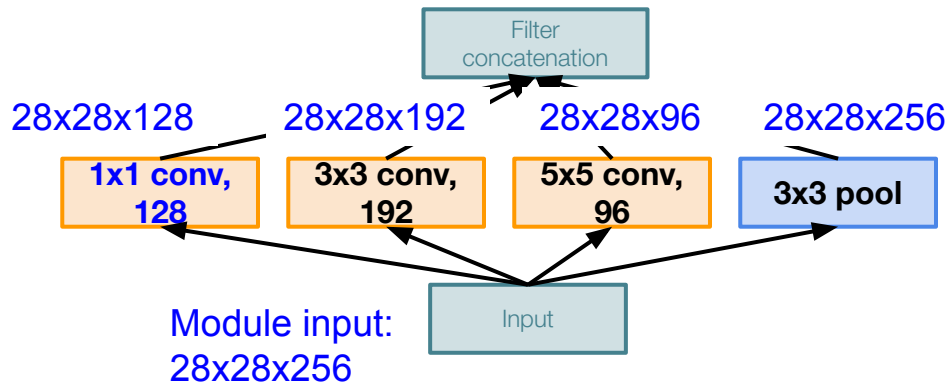 Filter
concatenation
28x28x128
28x28x192
28x28x96
28x28x256
1x1 conv,
128
3x3 conv,
192
5x5 conv,
96
3x3 pool
Input
Module input:
28x28x256